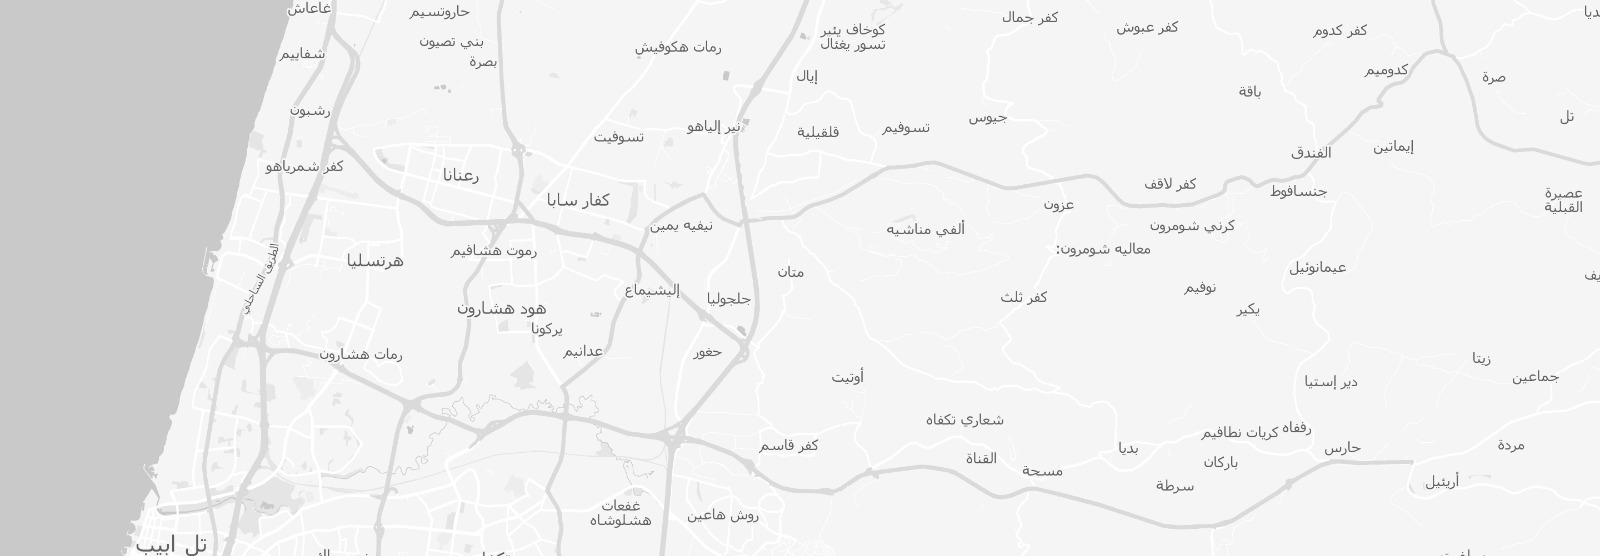 غاعاش
حاروتسيم
كفر جمال
كوخاف يئير
تسور يغئال
كفر عبوش
كفر كدوم
بني تصيون
بصرة
رمات هكوفيش
شفاييم
إيال
كدوميم
صرة
باقة
رشبون
نير إلياهو
تسوفيت
قلقيلية
تسوفيم
جيوس
تل
إيماتين
الفندق
كفر شمرياهو
رعنانا
كفار سابا
كفر لاقف
جنسافوط
عصيرة
القبلية
عزون
نيفيه يمين
ألفي مناشيه
كرني شومرون
معاليه شومرون:
رموت هشافيم
هرتسليا
الطريق الساحلي
متان
عيمانوئيل
إليشيماع
جلجوليا
كفر ثلث
نوفيم
يكير
هود هشارون
يركونا
رمات هشارون
عدانيم
حغور
زيتا
جماعين
أوتيت
دير إستيا
شعاري تكفاه
كفر قاسم
بديا
كريات نطافيم
رفقاه
حارس
مردة
القناة
مسحة
باركان
سرطة
أريئيل
غفعات
هشلوشاه
روش هاعين
تل ابيب